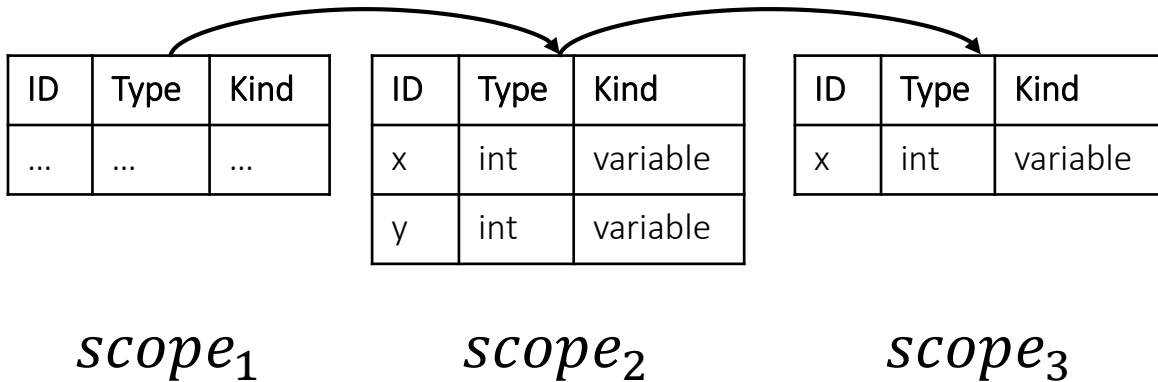 ID Type Kind ID Type Kind ID Type Kind
... ... ... x int variable x int variable
y int variable
scope₁ scope₂ scope₃